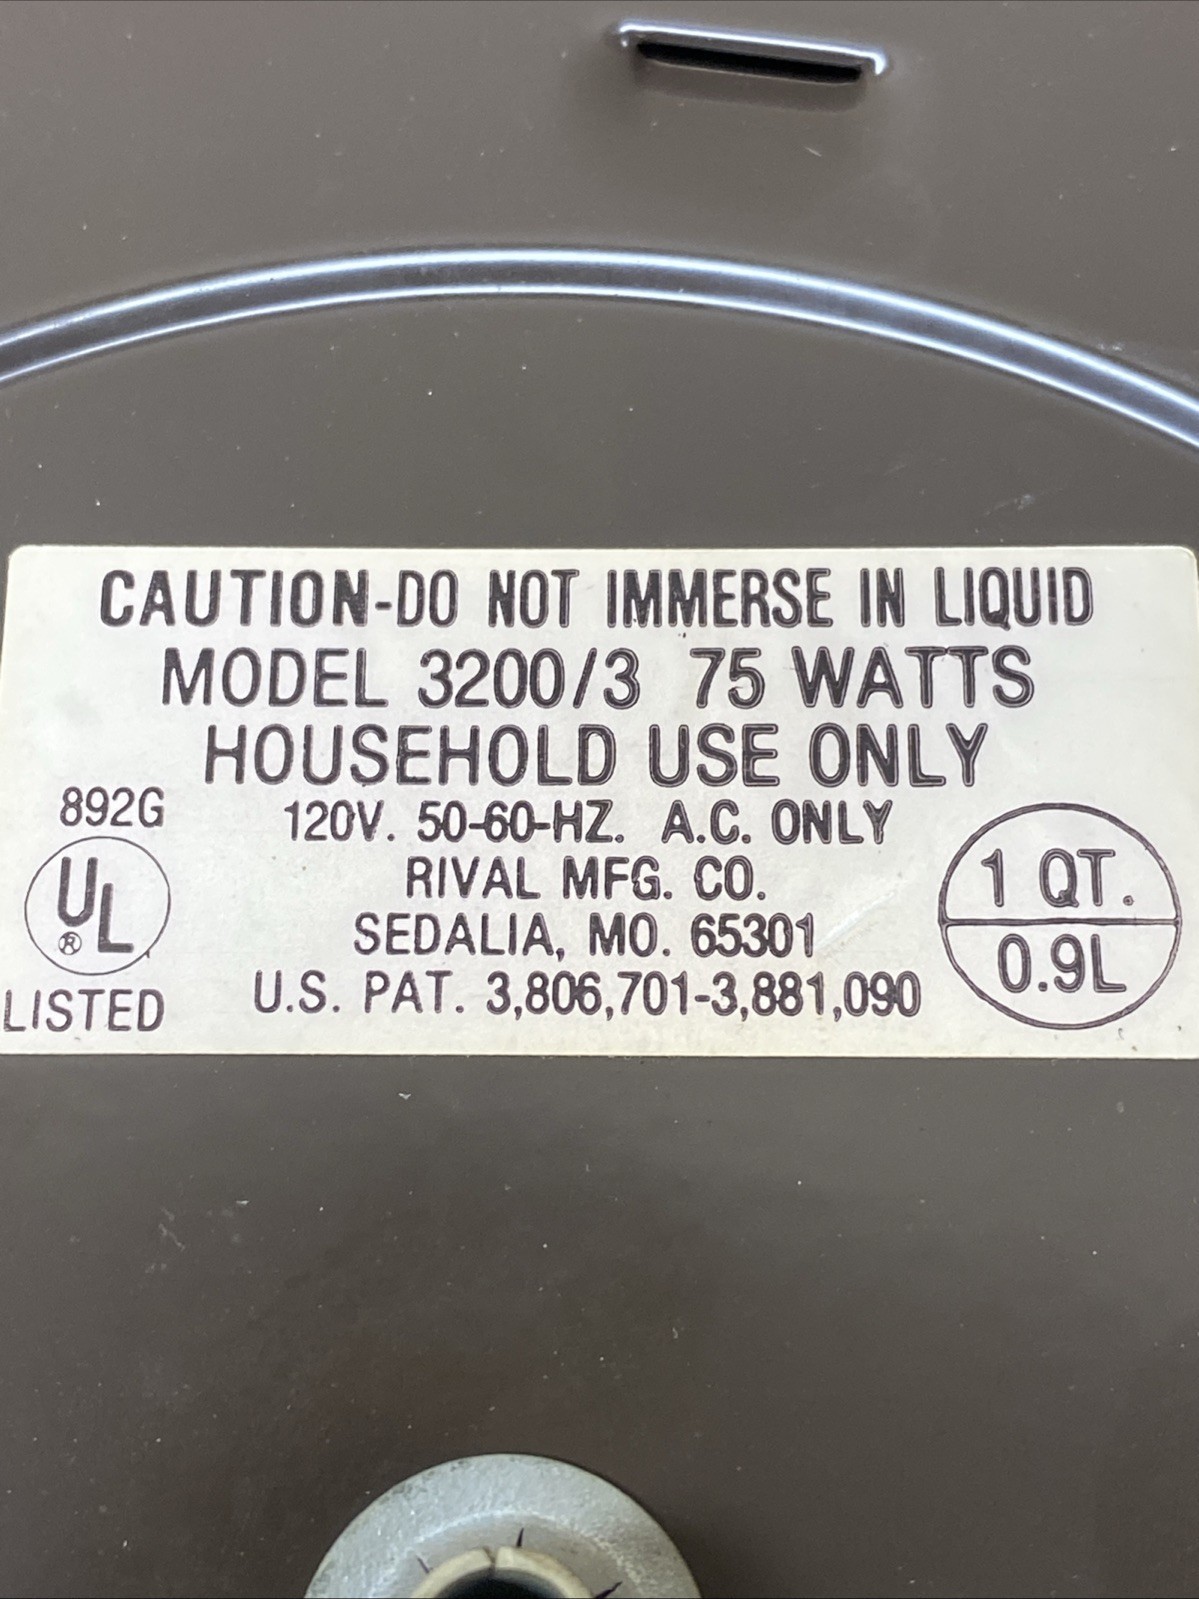 CAUTION-DO NOT IMMERSE IN LIQUID
MODEL 3200/3 75 WATTS
HOUSEHOLD USE ONLY
892G
120V. 50-60-HZ. A.C. ONLY
RIVAL MFG. CO.
SEDALIA, MO. 65301
U.S. PAT. 3,806,701-3,881,090
UL
®
LISTED
1 QT.
0.9L